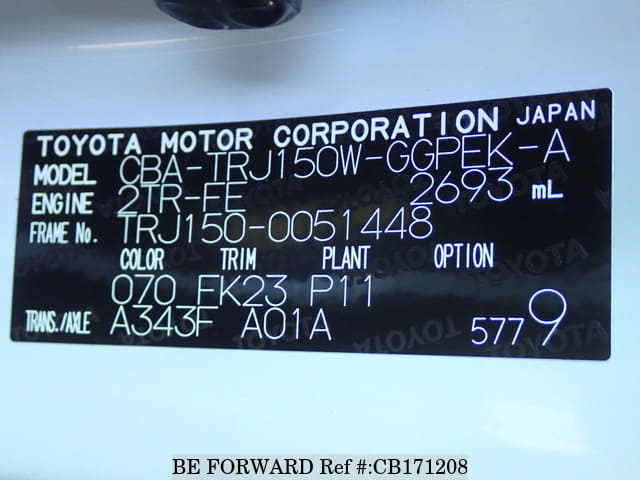 TOYOTA MOTOR CORPORATION JAPAN
MODEL CBA-TRJ150W-GGPEK-A
ENGINE 2TR-FE 2693 mL
FRAME No. TRJ150-0051448
COLOR TRIM PLANT OPTION
070 FK23 P11
TRANS./AXLE A343F A01A 5779
BE FORWARD Ref #:CB171208